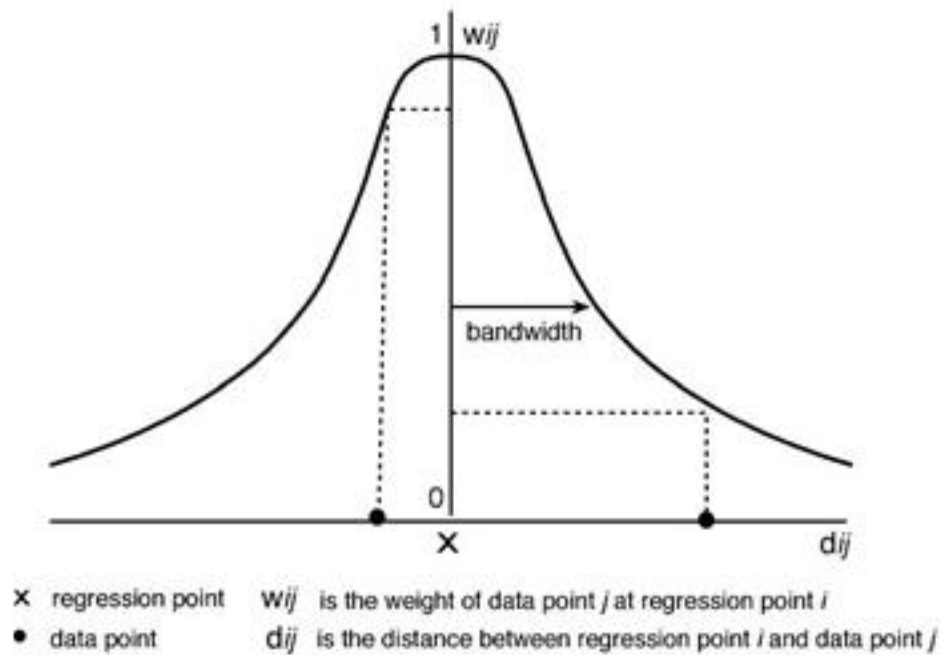 1 wij
bandwidth
0
X dij
x regression point wij is the weight of data point j at regression point i
● data point dij is the distance between regression point i and data point j